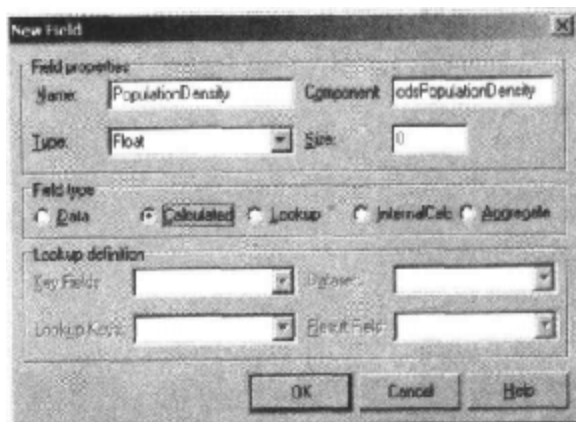 New Field
Field properties
Name: PopulationDensity Component: cdsPopulationDensity
Type: Float Size: 0
Field type
Data Calculated Lookup InternalCalc Aggregate
Lookup definition
Key Fields: Dataset:
Lookup Keys: Result Field:
OK Cancel Help